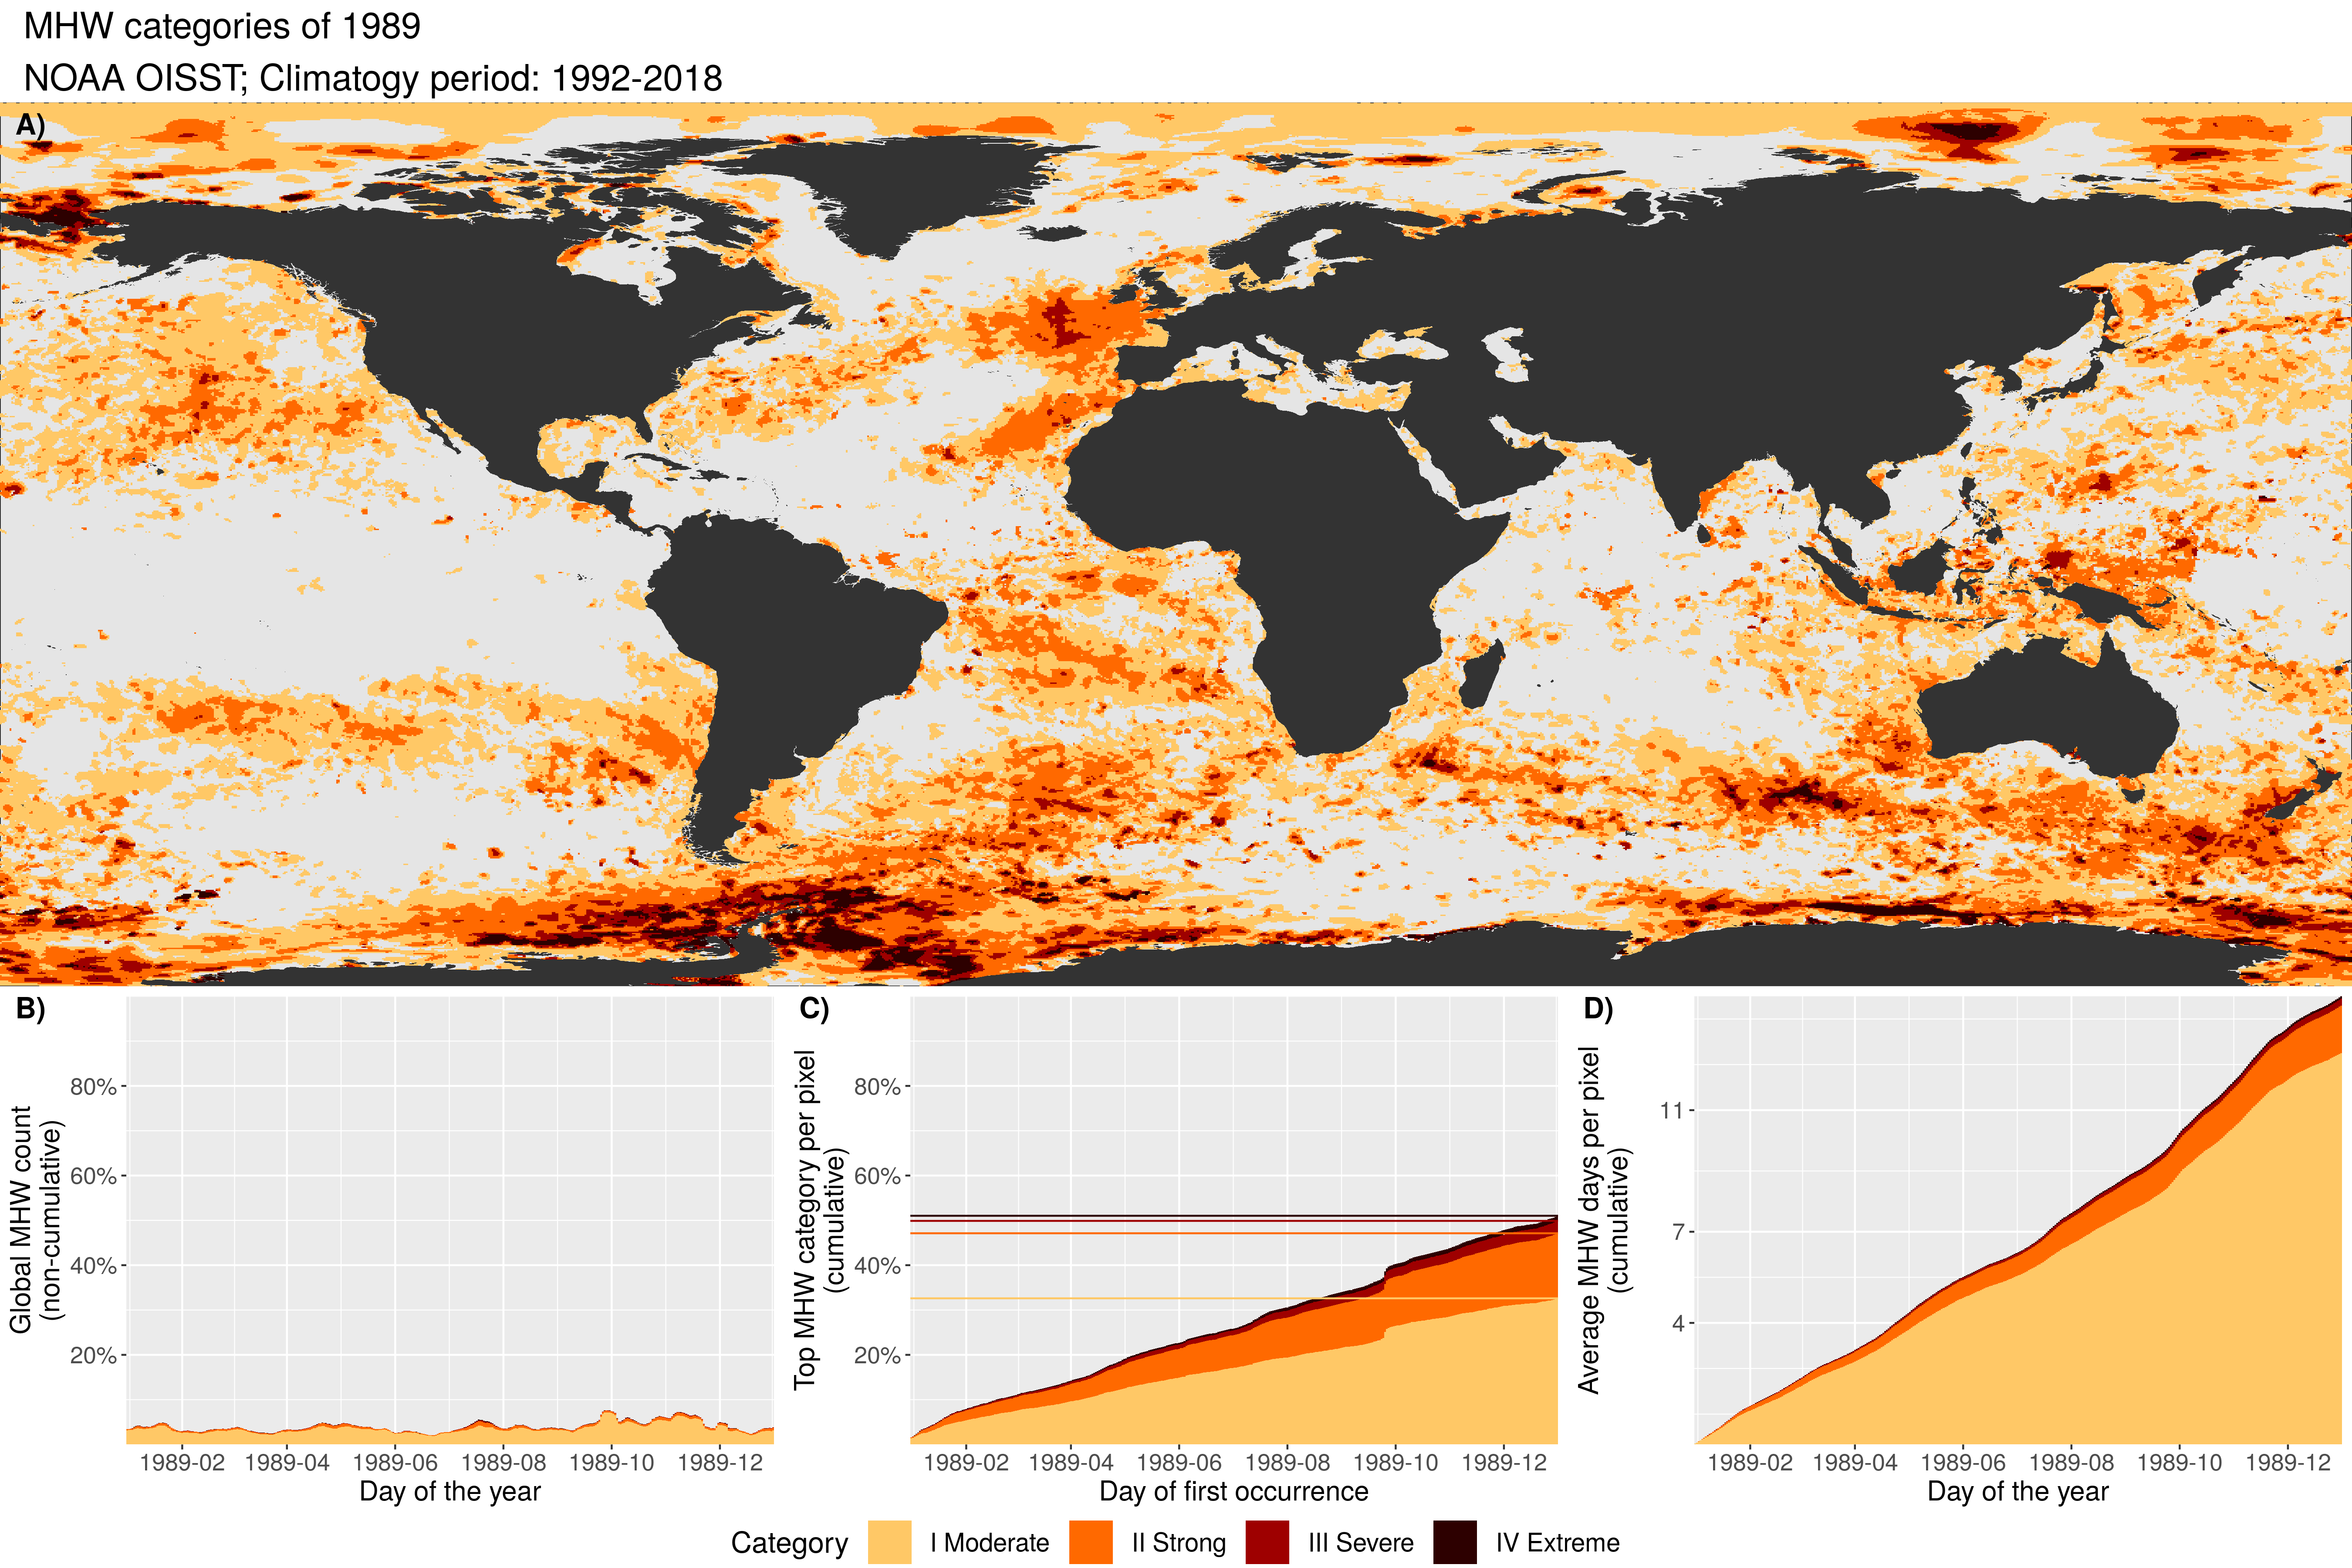 MHW categories of 1989
NOAA OISST; Climatogy period: 1992-2018
A)
B)
Global MHW count
(non-cumulative)
80%
60%
40%
20%
1989-02 1989-04 1989-06 1989-08 1989-10 1989-12
Day of the year
C)
Top MHW category per pixel
(cumulative)
80%
60%
40%
20%
1989-02 1989-04 1989-06 1989-08 1989-10 1989-12
Day of first occurrence
D)
Average MHW days per pixel
(cumulative)
11
7
4
1989-02 1989-04 1989-06 1989-08 1989-10 1989-12
Day of the year
Category I Moderate II Strong III Severe IV Extreme